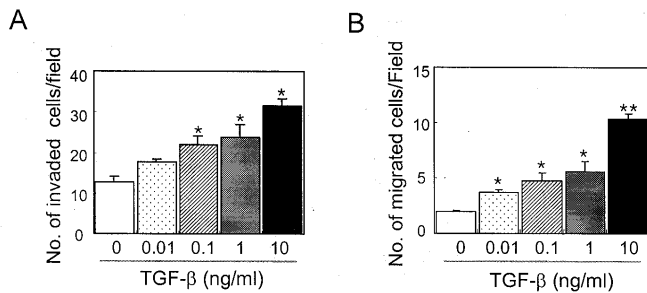 A
No. of invaded cells/field
40
30
20
10
0
*
*
*
0 0.01 0.1 1 10
TGF-β (ng/ml)
B
No. of migrated cells/Field
15
10
5
0
*
*
*
**
0 0.01 0.1 1 10
TGF-β (ng/ml)